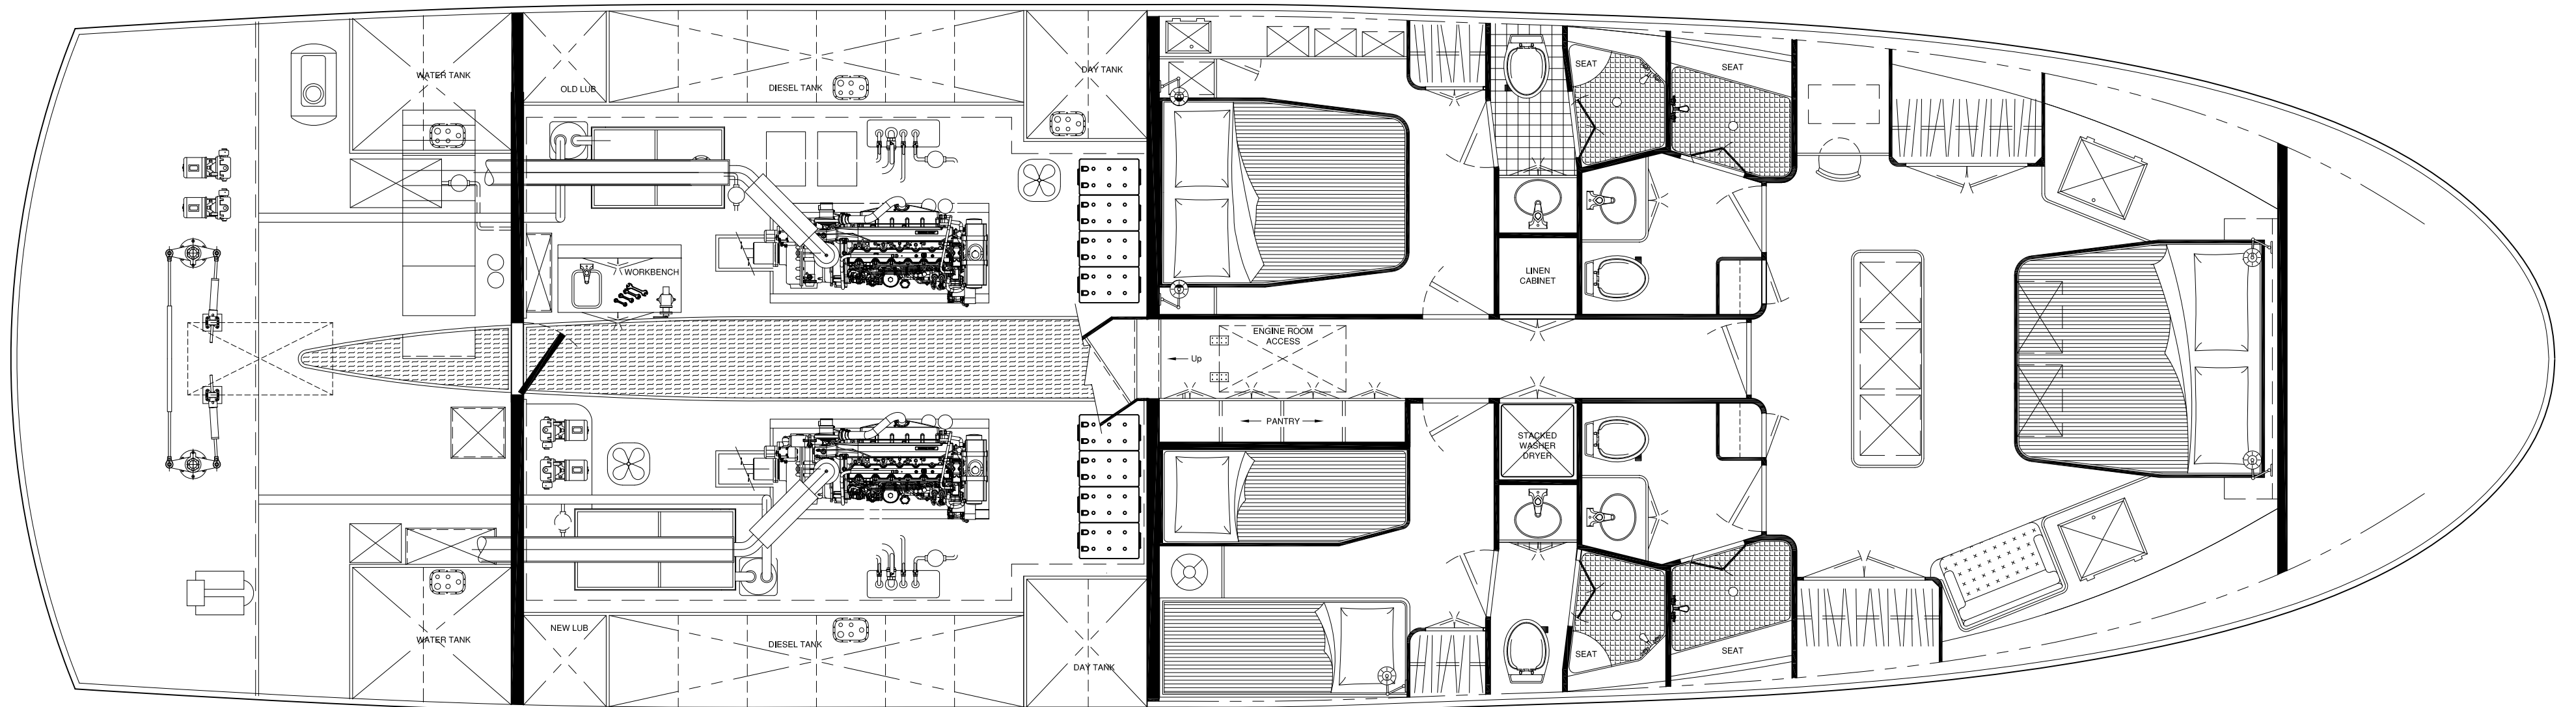 WATER TANK
OLD LUB
DIESEL TANK
DAY TANK
SEAT
SEAT
WORKBENCH
LINEN
CABINET
Up
ENGINE ROOM
ACCESS
PANTRY
STACKED
WASHER
DRYER
WATER TANK
NEW LUB
DIESEL TANK
DAY TANK
SEAT
SEAT